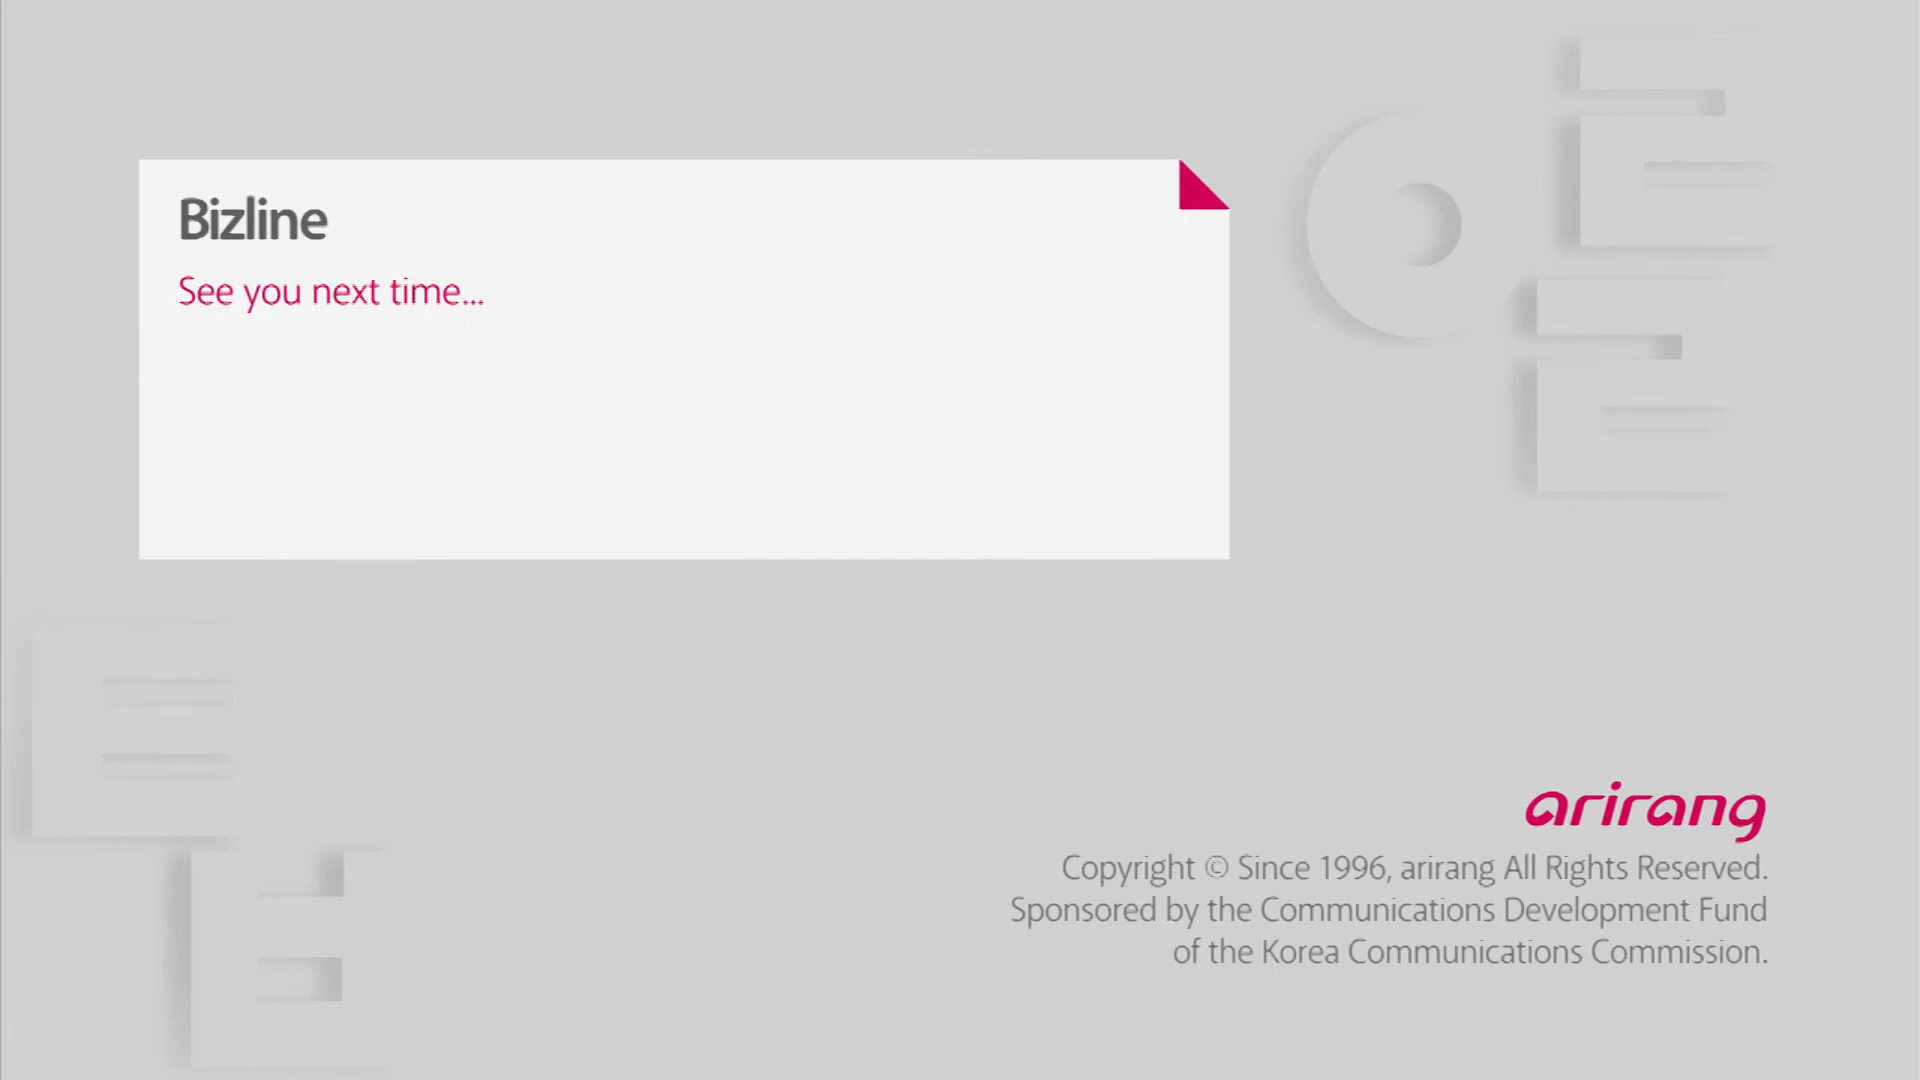 Bizline
See you next time...
arirang
Copyright © Since 1996, arirang All Rights Reserved.
Sponsored by the Communications Development Fund
of the Korea Communications Commission.